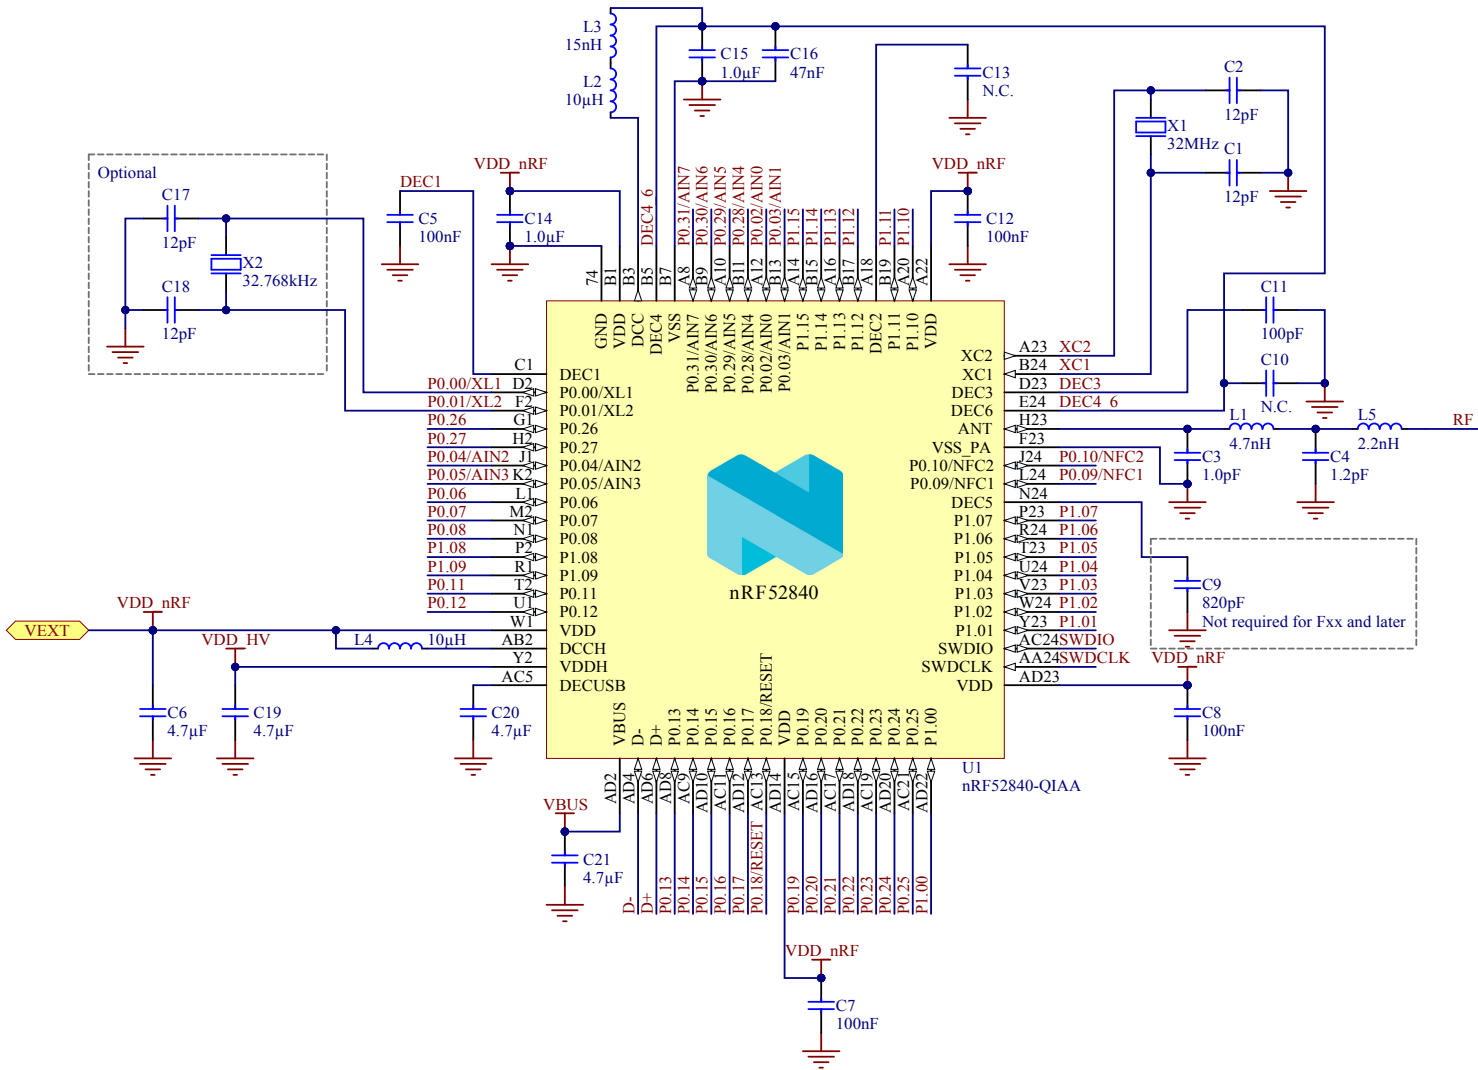 L3
15nH
L2
10µH
C15
1.0µF
C16
47nF
C13
N.C.
C2
12pF
X1
32MHz
C1
12pF
Optional
C17
12pF
X2
32.768kHz
C18
12pF
DEC1
C5
100nF
VDD_nRF
C14
1.0µF
VDD_nRF
C12
100nF
DEC4_6
P0.31/AIN7
P0.30/AIN6
P0.29/AIN5
P0.28/AIN4
P0.02/AIN0
P0.03/AIN1
P1.15
P1.14
P1.13
P1.12
P1.11
P1.10
74
B1
B3
B5
B7
A8
B9
A10
B11
A12
B13
A14
B15
A16
B17
A18
B19
A20
A22
GND
VDD
DCC
DEC4
VSS
P0.31/AIN7
P0.30/AIN6
P0.29/AIN5
P0.28/AIN4
P0.02/AIN0
P0.03/AIN1
P1.15
P1.14
P1.13
P1.12
DEC2
P1.11
P1.10
VDD
C11
100pF
C10
N.C.
C1 DEC1
P0.00/XL1 D2 P0.00/XL1
P0.01/XL2 F2 P0.01/XL2
P0.26 G1 P0.26
P0.27 H2 P0.27
P0.04/AIN2 J1 P0.04/AIN2
P0.05/AIN3 K2 P0.05/AIN3
P0.06 L1 P0.06
P0.07 M2 P0.07
P0.08 N1 P0.08
P1.08 P2 P1.08
P1.09 R1 P1.09
P0.11 T2 P0.11
P0.12 U1 P0.12
W1 VDD
AB2 DCCH
Y2 VDDH
AC5 DECUSB
XC2 A23 XC2
XC1 B24 XC1
DEC3 D23 DEC3
DEC6 E24 DEC4_6
ANT H23
VSS_PA F23
P0.10/NFC2 J24 P0.10/NFC2
P0.09/NFC1 L24 P0.09/NFC1
DEC5 N24
P1.07 P23 P1.07
P1.06 R24 P1.06
P1.05 T23 P1.05
P1.04 U24 P1.04
P1.03 V23 P1.03
P1.02 W24 P1.02
P1.01 Y23 P1.01
SWDIO AC24 SWDIO
SWDCLK AA24 SWDCLK
VDD AD23
L1
4.7nH
L5
2.2nH
RF
C3
1.0pF
C4
1.2pF
nRF52840
C9
820pF
Not required for Fxx and later
VEXT
VDD_nRF
VDD_HV
L4
10µH
C6
4.7µF
C19
4.7µF
C20
4.7µF
VDD_nRF
C8
100nF
VBUS
D-
D+
P0.13
P0.14
P0.15
P0.16
P0.17
P0.18/RESET
VDD
P0.19
P0.20
P0.21
P0.22
P0.23
P0.24
P0.25
P1.00
U1
nRF52840-QIAA
AD2
AD4
AD6
AD8
AC9
AD10
AC11
AD12
AC13
AD14
AC15
AD16
AC17
AD18
AC19
AD20
AC21
AD22
VBUS
C21
4.7µF
D-
D+
P0.13
P0.14
P0.15
P0.16
P0.17
P0.18/RESET
P0.19
P0.20
P0.21
P0.22
P0.23
P0.24
P0.25
P1.00
VDD_nRF
C7
100nF